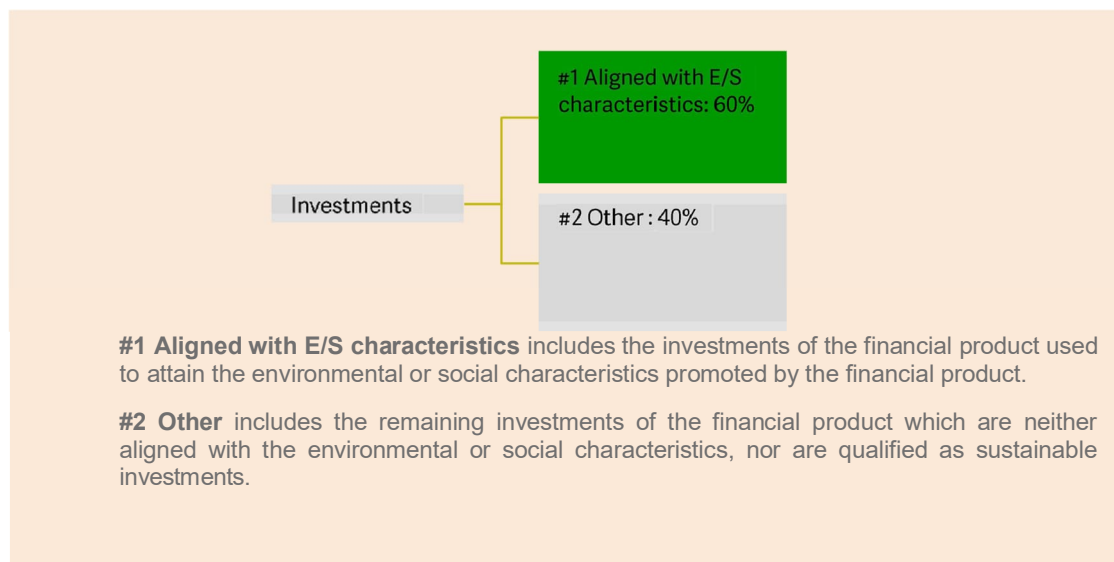 #1 Aligned with E/S
characteristics: 60%
Investments
#2 Other : 40%
#1 Aligned with E/S characteristics includes the investments of the financial product used
to attain the environmental or social characteristics promoted by the financial product.
#2 Other includes the remaining investments of the financial product which are neither
aligned with the environmental or social characteristics, nor are qualified as sustainable
investments.